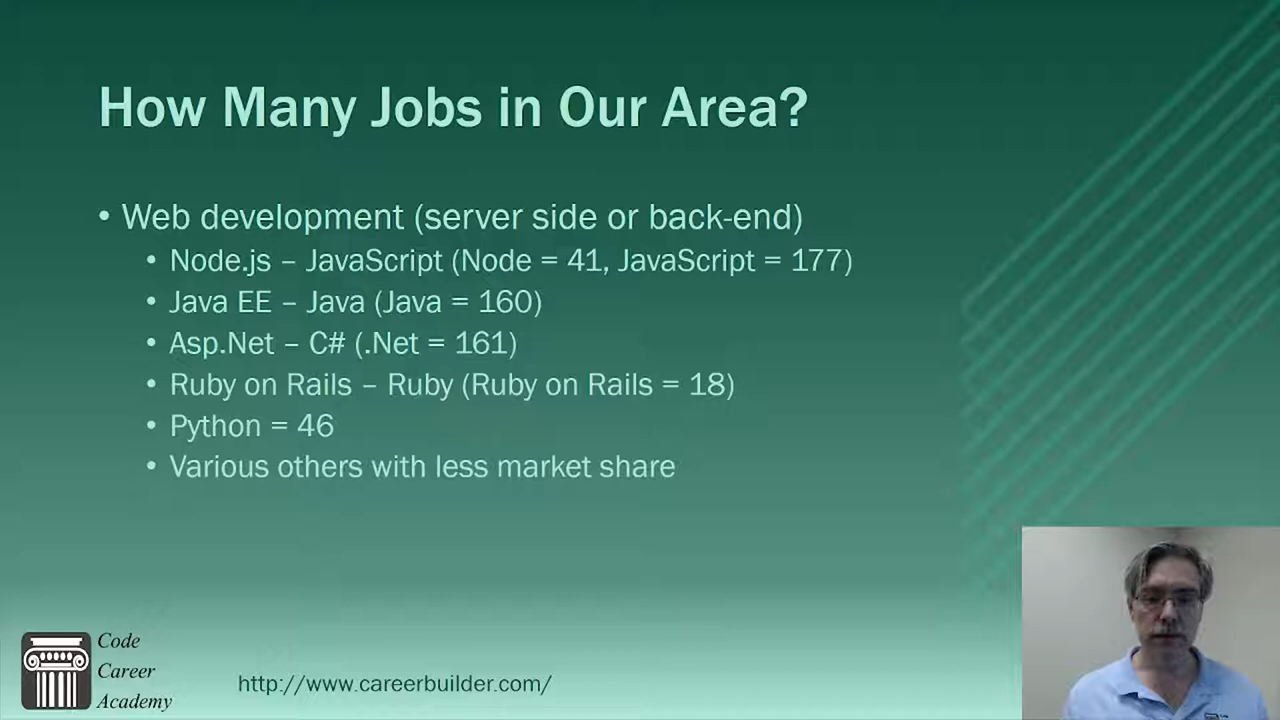 How Many Jobs in Our Area?
• Web development (server side or back-end)
• Node.js – JavaScript (Node = 41, JavaScript = 177)
• Java EE – Java (Java = 160)
• Asp.Net – C# (.Net = 161)
• Ruby on Rails – Ruby (Ruby on Rails = 18)
• Python = 46
• Various others with less market share
Code
Career
Academy
http://www.careerbuilder.com/